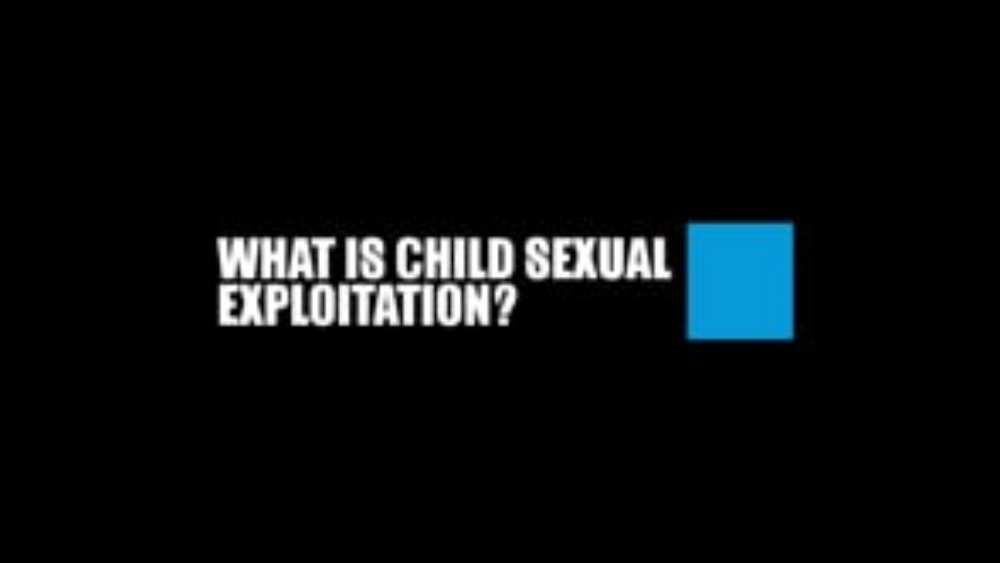 WHAT IS CHILD SEXUAL
EXPLOITATION?